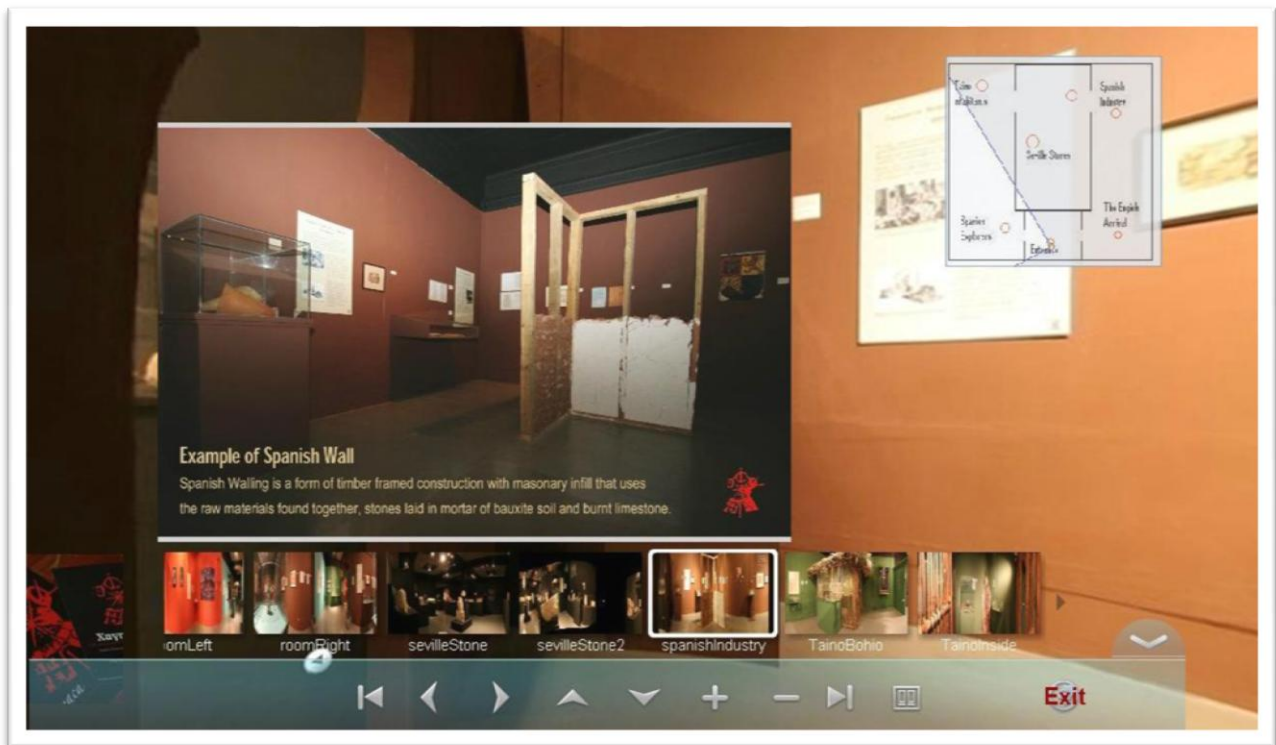 Spanish
Industry
Seville Stones
The English
Arrival
Spanish
Explorers
Example of Spanish Wall
Spanish Walling is a form of timber framed construction with masonary infill that uses
the raw materials found together, stones laid in mortar of bauxite soil and burnt limestone.
omLeft
roomRight
sevilleStone
sevilleStone2
spanishIndustry
TainoBohio
TainoInside
Exit